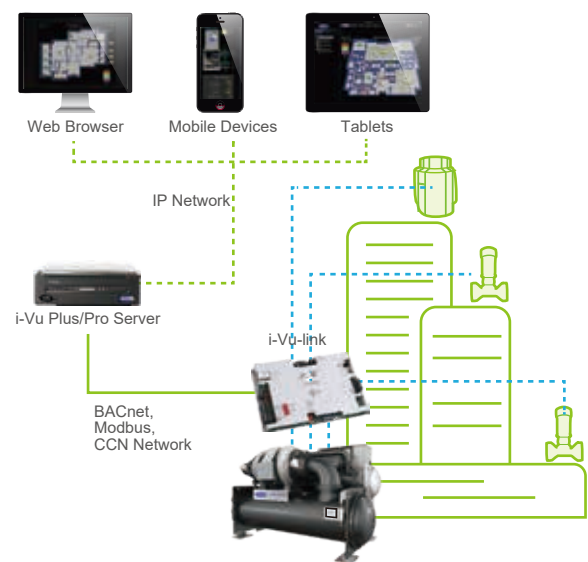 Web Browser
Mobile Devices
Tablets
IP Network
i-Vu Plus/Pro Server
i-Vu-link
BACnet,
Modbus,
CCN Network